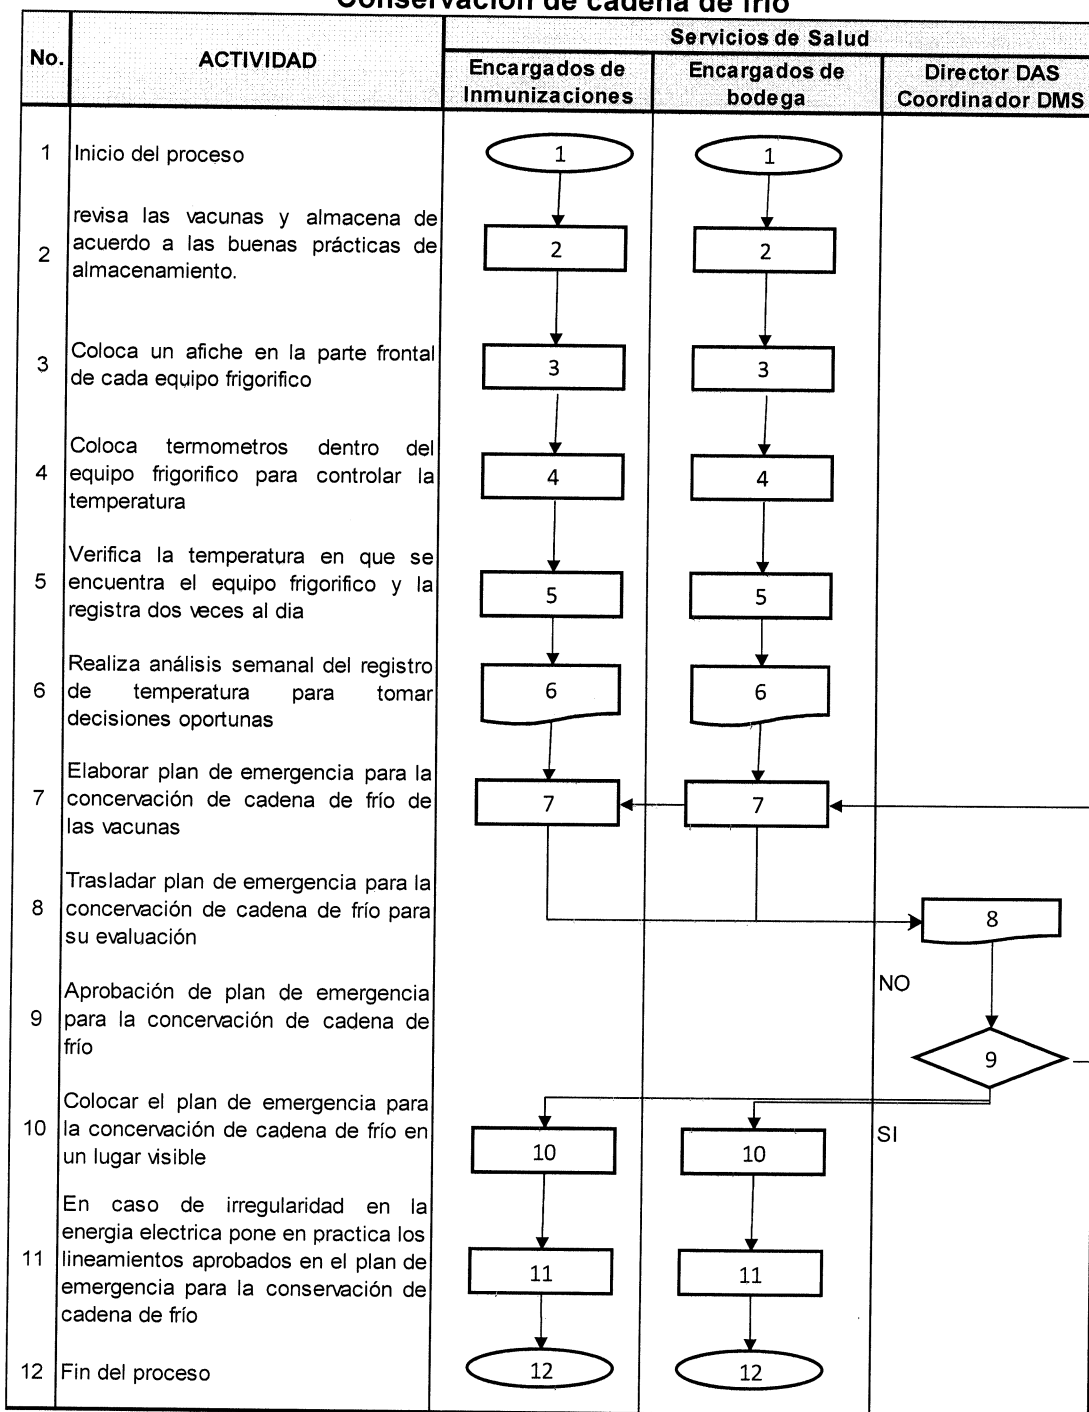 Conservación de cadena de frío
Servicios de Salud
No.
ACTIVIDAD
Encargados de
Inmunizaciones
Encargados de
bodega
Director DAS
Coordinador DMS
1 Inicio del proceso 1 1
revisa las vacunas y almacena de
2 acuerdo a las buenas prácticas de 2 2
almacenamiento.
Coloca un afiche en la parte frontal
3 de cada equipo frigorifico 3 3
Coloca termometros dentro del
4 equipo frigorifico para controlar la 4 4
temperatura
Verifica la temperatura en que se
5 encuentra el equipo frigorifico y la 5 5
registra dos veces al dia
Realiza análisis semanal del registro
6 de temperatura para tomar 6 6
decisiones oportunas
Elaborar plan de emergencia para la
7 concervación de cadena de frío de 7 7
las vacunas
Trasladar plan de emergencia para la
8 concervación de cadena de frío para 8
su evaluación
NO
Aprobación de plan de emergencia
9 para la concervación de cadena de 9
frío
Colocar el plan de emergencia para
10 la concervación de cadena de frío en 10 10 SI
un lugar visible
En caso de irregularidad en la
energia electrica pone en practica los
11 lineamientos aprobados en el plan de 11 11
emergencia para la conservación de
cadena de frío
12 Fin del proceso 12 12